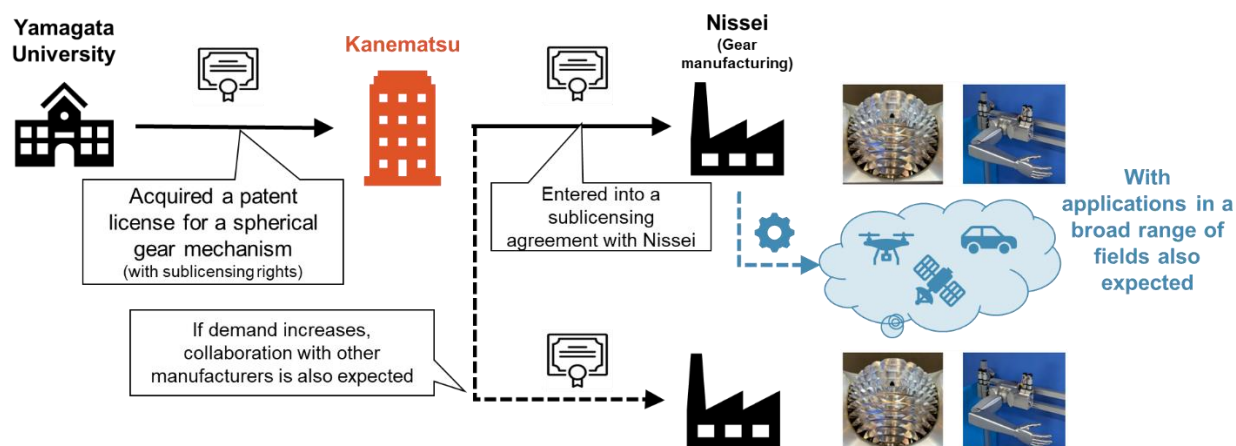 Yamagata
University
Kanematsu
Nissei
(Gear
manufacturing)
Acquired a patent
license for a spherical
gear mechanism
(with sublicensing rights)
Entered into a
sublicensing
agreement with Nissei
With
applications in a
broad range of
fields also
expected
If demand increases,
collaboration with other
manufacturers is also expected